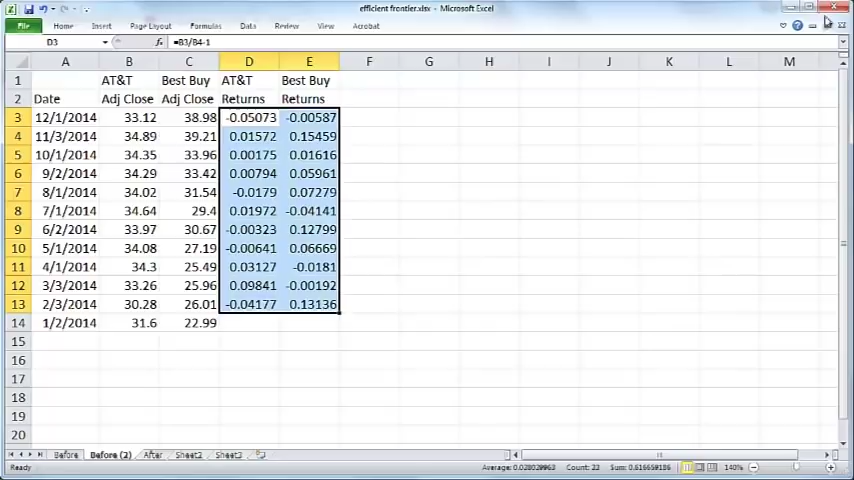 efficient frontier.xlsx - Microsoft Excel
File Home Insert Page Layout Formulas Data Review View Acrobat
D3 fx =B3/B4-1
A B C D E F G H I J K L M
1 AT&T Best Buy AT&T Best Buy
2 Date Adj Close Adj Close Returns Returns
3 12/1/2014 33.12 38.98 -0.05073 -0.00587
4 11/3/2014 34.89 39.21 0.01572 0.15459
5 10/1/2014 34.35 33.96 0.00175 0.01616
6 9/2/2014 34.29 33.42 0.00794 0.05961
7 8/1/2014 34.02 31.54 -0.0179 0.07279
8 7/1/2014 34.64 29.4 0.01972 -0.04141
9 6/2/2014 33.97 30.67 -0.00323 0.12799
10 5/1/2014 34.08 27.19 -0.00641 0.06669
11 4/1/2014 34.3 25.49 0.03127 -0.0181
12 3/3/2014 33.26 25.96 0.09841 -0.00192
13 2/3/2014 30.28 26.01 -0.04177 0.13136
14 1/2/2014 31.6 22.99
15
16
17
18
19
20
Before Before (2) After Sheet2 Sheet3
Ready Average: 0.028029963 Count: 22 Sum: 0.616659186 140%